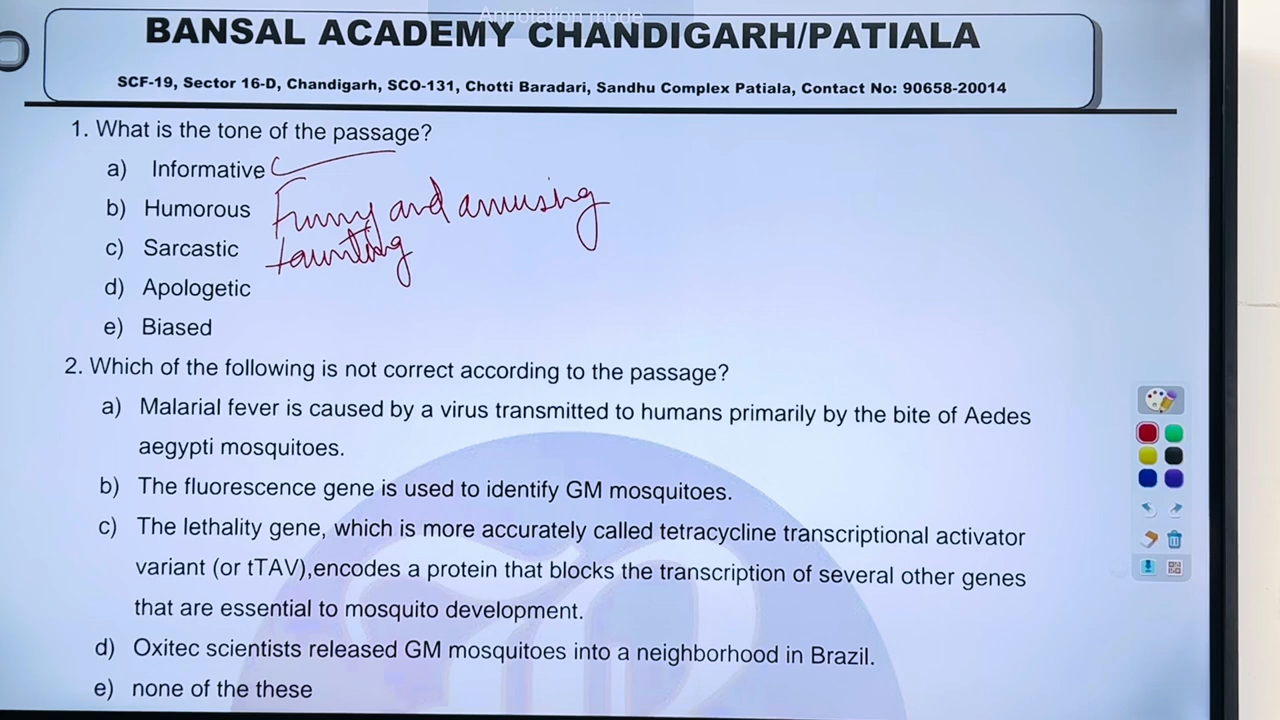 Annotation mode
BANSAL ACADEMY CHANDIGARH/PATIALA
SCF-19, Sector 16-D, Chandigarh, SCO-131, Chotti Baradari, Sandhu Complex Patiala, Contact No: 90658-20014
1. What is the tone of the passage?
a) Informative
b) Humorous Funny and amusing
c) Sarcastic taunting
d) Apologetic
e) Biased
2. Which of the following is not correct according to the passage?
a) Malarial fever is caused by a virus transmitted to humans primarily by the bite of Aedes
aegypti mosquitoes.
b) The fluorescence gene is used to identify GM mosquitoes.
c) The lethality gene, which is more accurately called tetracycline transcriptional activator
variant (or tTAV),encodes a protein that blocks the transcription of several other genes
that are essential to mosquito development.
d) Oxitec scientists released GM mosquitoes into a neighborhood in Brazil.
e) none of the these